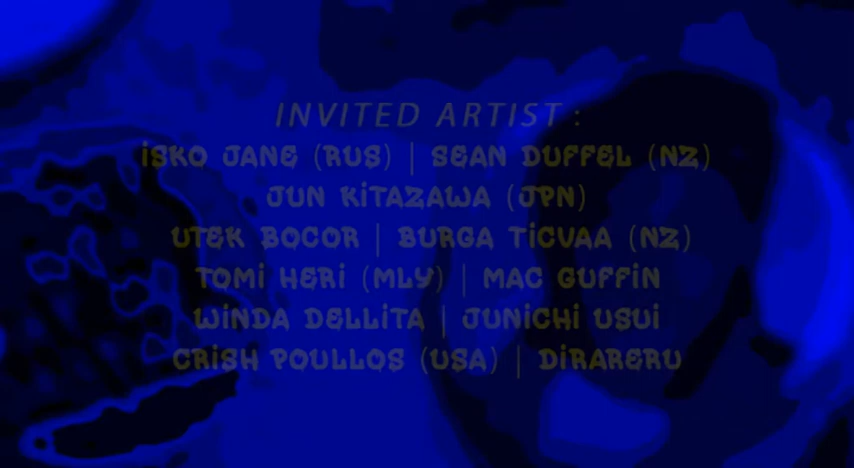 INVITED ARTIST :
iSKO JANE (RUS) | SEAN DUFFEL (NZ)
JUN KiTAZAWA (JPN)
UTEK BOCOR | BURGA TiCVAA (NZ)
TOMi HERi (MLY) | MAC GUFFiN
WiNDA DELLiTA | JUNiCHi USUi
CRiSH POULLOS (USA) | DiRARERU